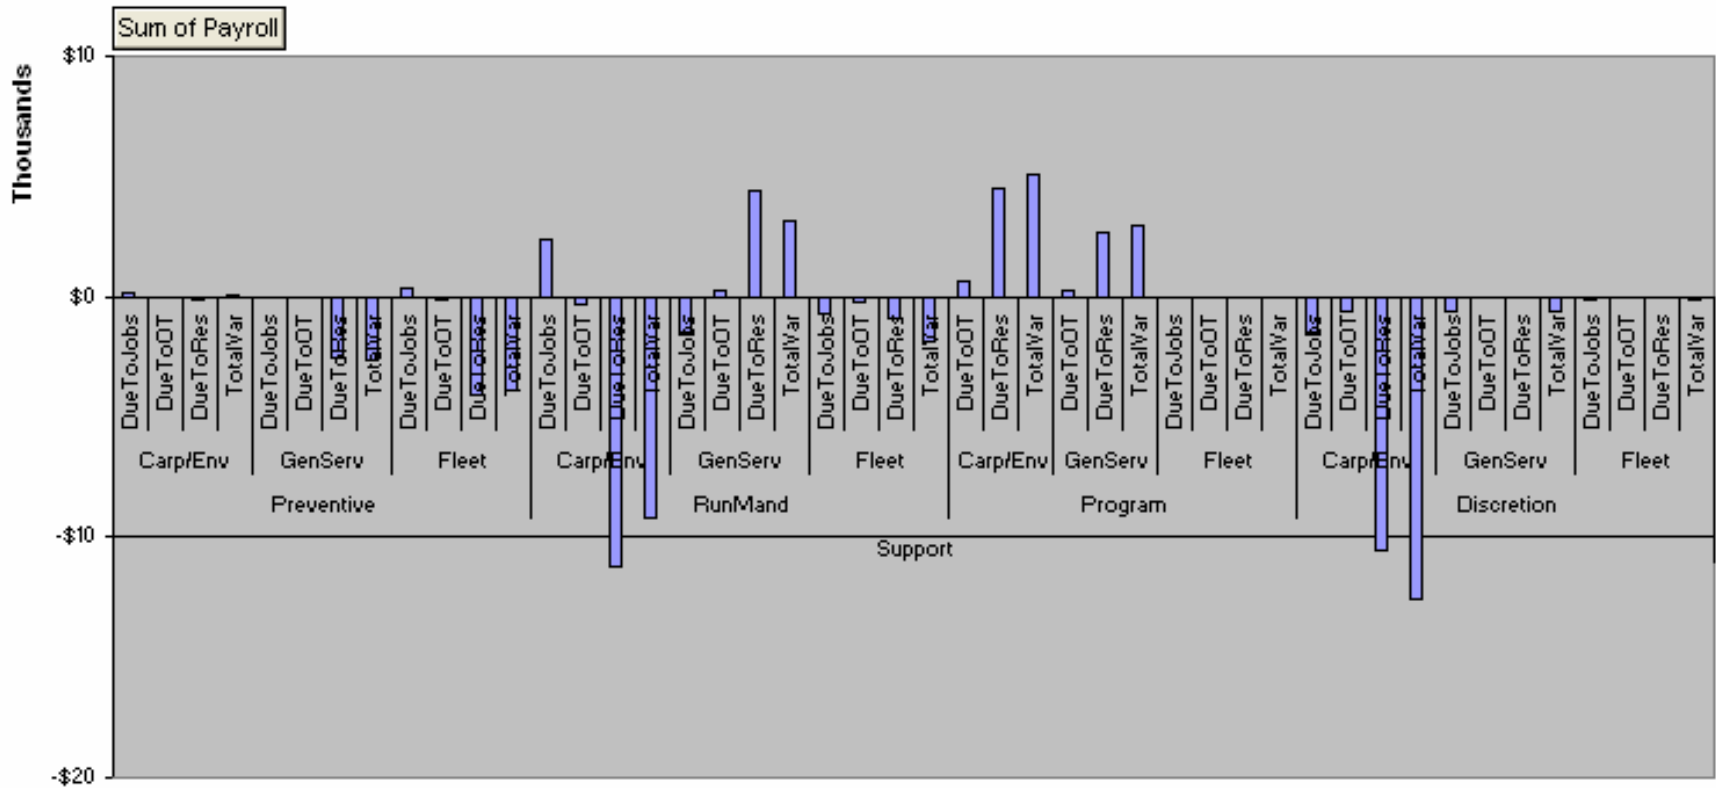 Sum of Payroll
Thousands
$10
$0
-$10
-$20
DueToJobs DueToOT DueToRes TotalVar DueToJobs DueToOT DueToRes TotalVar DueToJobs DueToOT DueToRes TotalVar DueToJobs DueToOT DueToRes TotalVar DueToJobs DueToOT DueToRes TotalVar DueToJobs DueToOT DueToRes TotalVar DueToOT DueToRes TotalVar DueToOT DueToRes TotalVar DueToJobs DueToOT DueToRes TotalVar DueToJobs DueToOT DueToRes TotalVar DueToJobs DueToOT DueToRes TotalVar DueToJobs DueToOT DueToRes TotalVar
Carp/Env GenServ Fleet Carp/Env GenServ Fleet Carp/Env GenServ Fleet Carp/Env GenServ Fleet
Preventive RunMand Program Discretion
Support